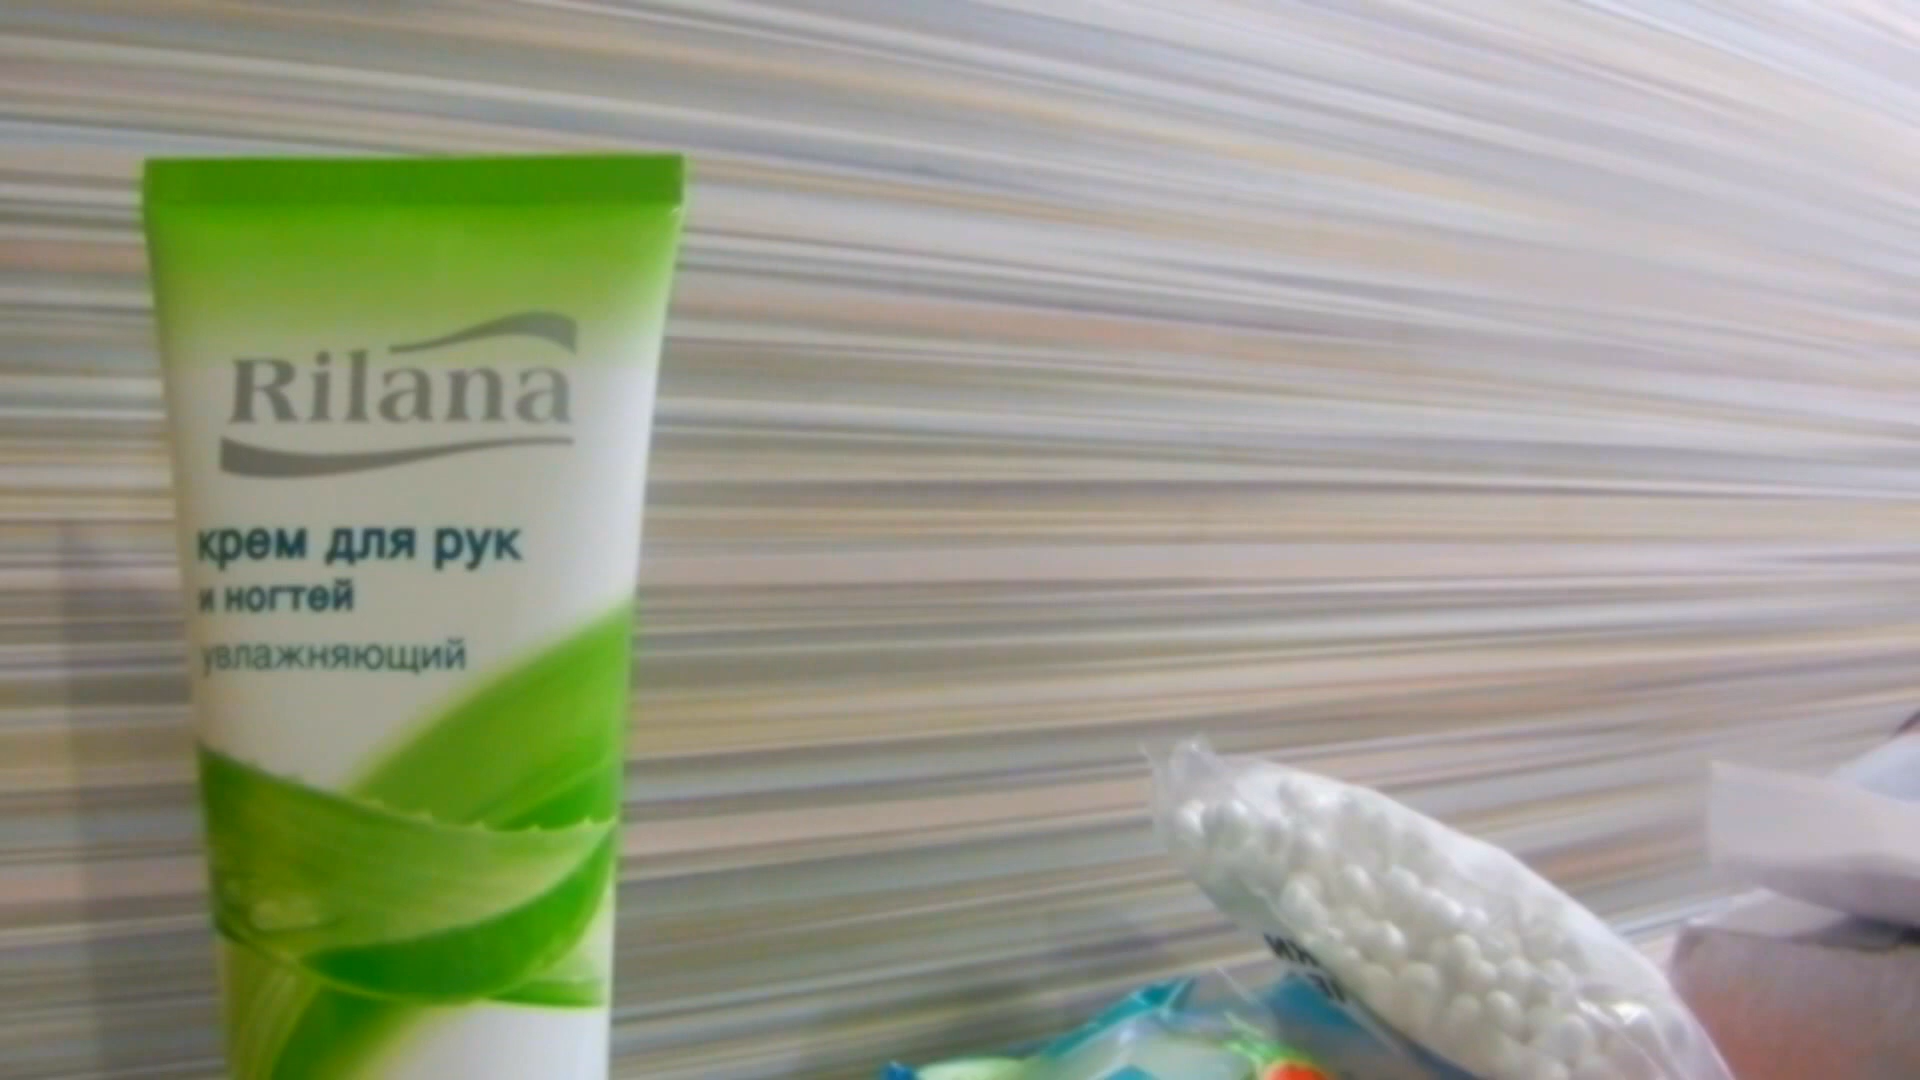 Rilana
крем для рук
и ногтей
увлажняющий